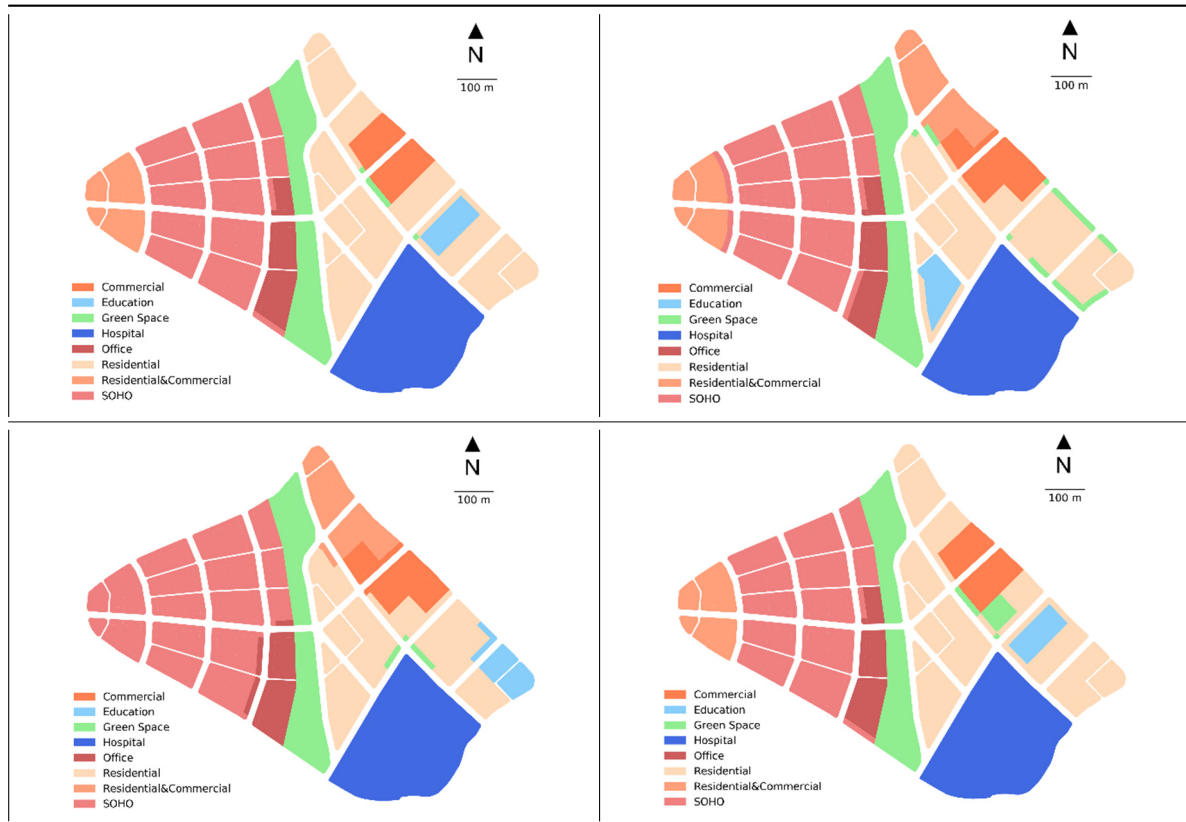 N
100 m
Commercial
Education
Green Space
Hospital
Office
Residential
Residential&Commercial
SOHO
N
100 m
Commercial
Education
Green Space
Hospital
Office
Residential
Residential&Commercial
SOHO
N
100 m
Commercial
Education
Green Space
Hospital
Office
Residential
Residential&Commercial
SOHO
N
100 m
Commercial
Education
Green Space
Hospital
Office
Residential
Residential&Commercial
SOHO